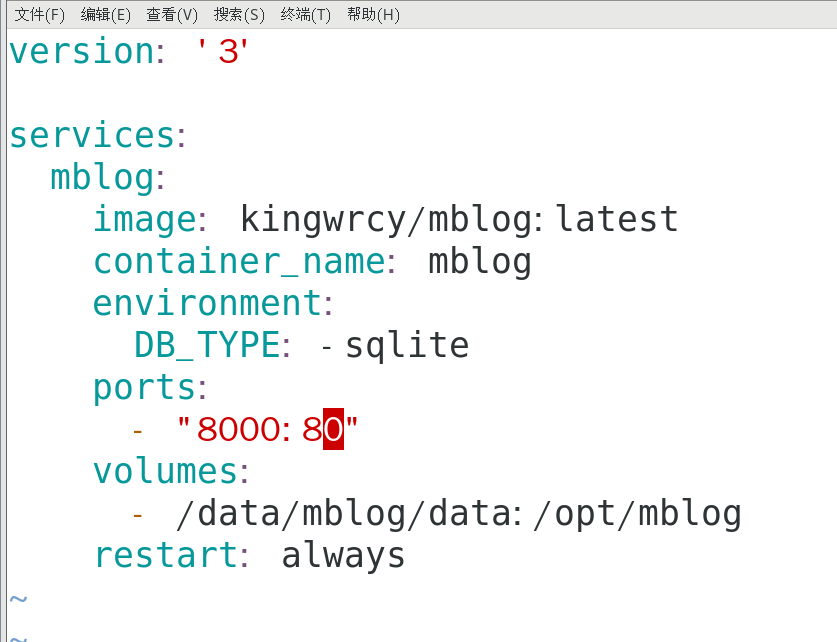 文件(F) 编辑(E) 查看(V) 搜索(S) 终端(T) 帮助(H)
version: '3'
services:
  mblog:
    image: kingwrcy/mblog:latest
    container_name: mblog
    environment:
      DB_TYPE: -sqlite
    ports:
      - "8000:80"
    volumes:
      - /data/mblog/data:/opt/mblog
    restart: always
~
~